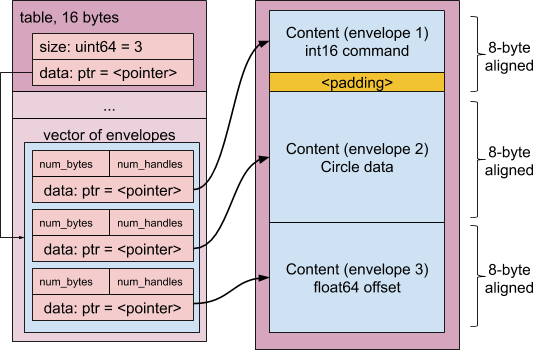 table, 16 bytes
size: uint64 = 3
data: ptr = <pointer>
...
vector of envelopes
num_bytes num_handles
data: ptr = <pointer>
num_bytes num_handles
data: ptr = <pointer>
num_bytes num_handles
data: ptr = <pointer>
Content (envelope 1)
int16 command
<padding>
Content (envelope 2)
Circle data
Content (envelope 3)
float64 offset
8-byte
aligned
8-byte
aligned
8-byte
aligned